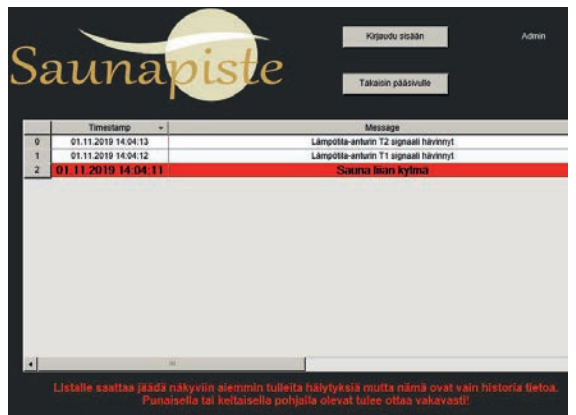 Saunapiste
Kirjaudu sisään
Admin
Takaisin pääsivulle
Timestamp Message
0 01.11.2019 14:04:13 Lämpötila-anturin T2 signaali hävinnyt
1 01.11.2019 14:04:12 Lämpötila-anturin T1 signaali hävinnyt
2 01.11.2019 14:04:11 Sauna liian kylmä
Listalle saattaa jäädä näkyviin aiemmin tulleita hälytyksiä mutta nämä ovat vain historia tietoa.
Punaisella tai keltaisella pohjalla olevat tulee ottaa vakavasti!